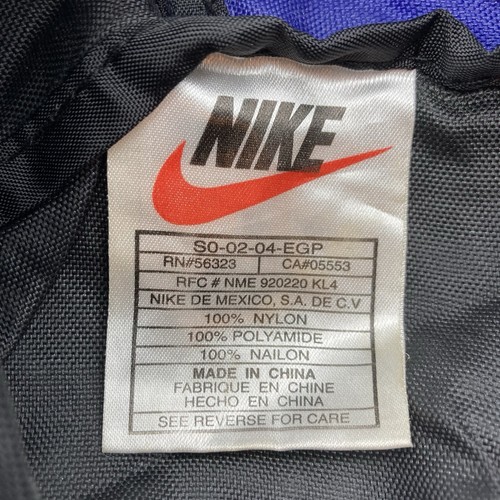 NIKE
S0-02-04-EGP
RN#56323 CA#05553
RFC # NME 920220 KL4
NIKE DE MEXICO, S.A. DE C.V
100% NYLON
100% POLYAMIDE
100% NAILON
MADE IN CHINA
FABRIQUE EN CHINE
HECHO EN CHINA
SEE REVERSE FOR CARE